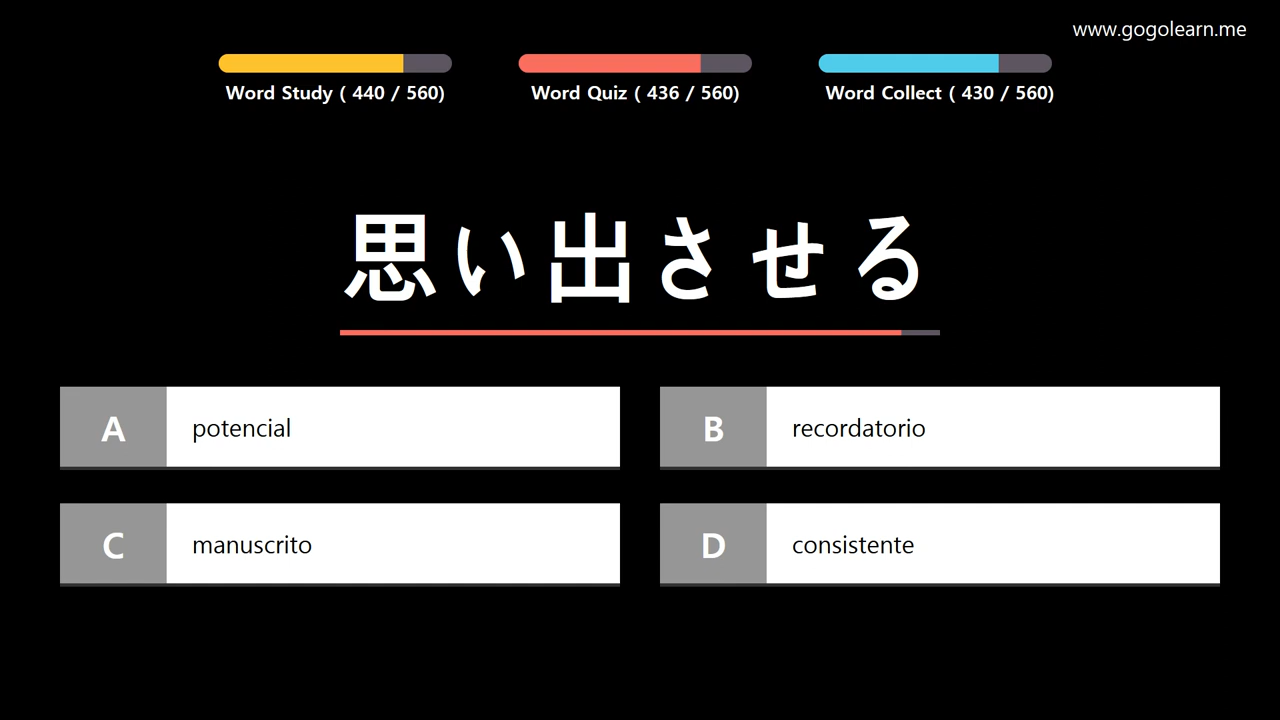 www.gogolearn.me
Word Study ( 440 / 560)
Word Quiz ( 436 / 560)
Word Collect ( 430 / 560)
思い出させる
A potencial
B recordatorio
C manuscrito
D consistente